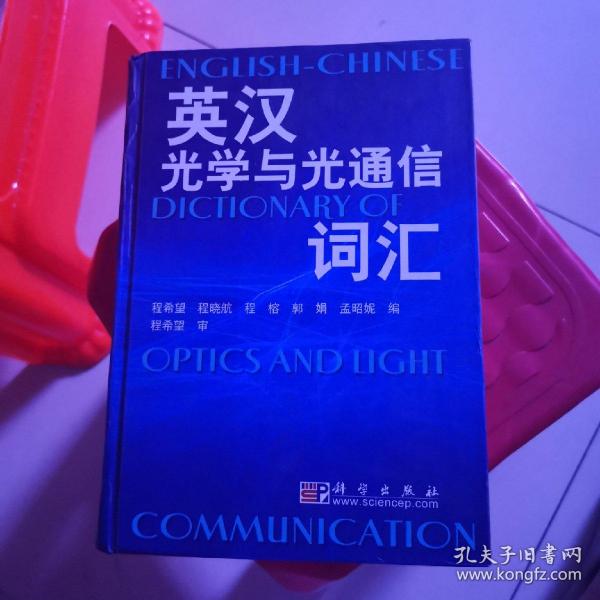 ENGLISH-CHINESE
英汉
光学与光通信
DICTIONARY OF
词汇
程希望 程晓航 程 榕 郭 娟 孟昭妮 编
程希望 审
OPTICS AND LIGHT
科学出版社
www.sciencep.com
COMMUNICATION
孔夫子旧书网
www.kongfz.com